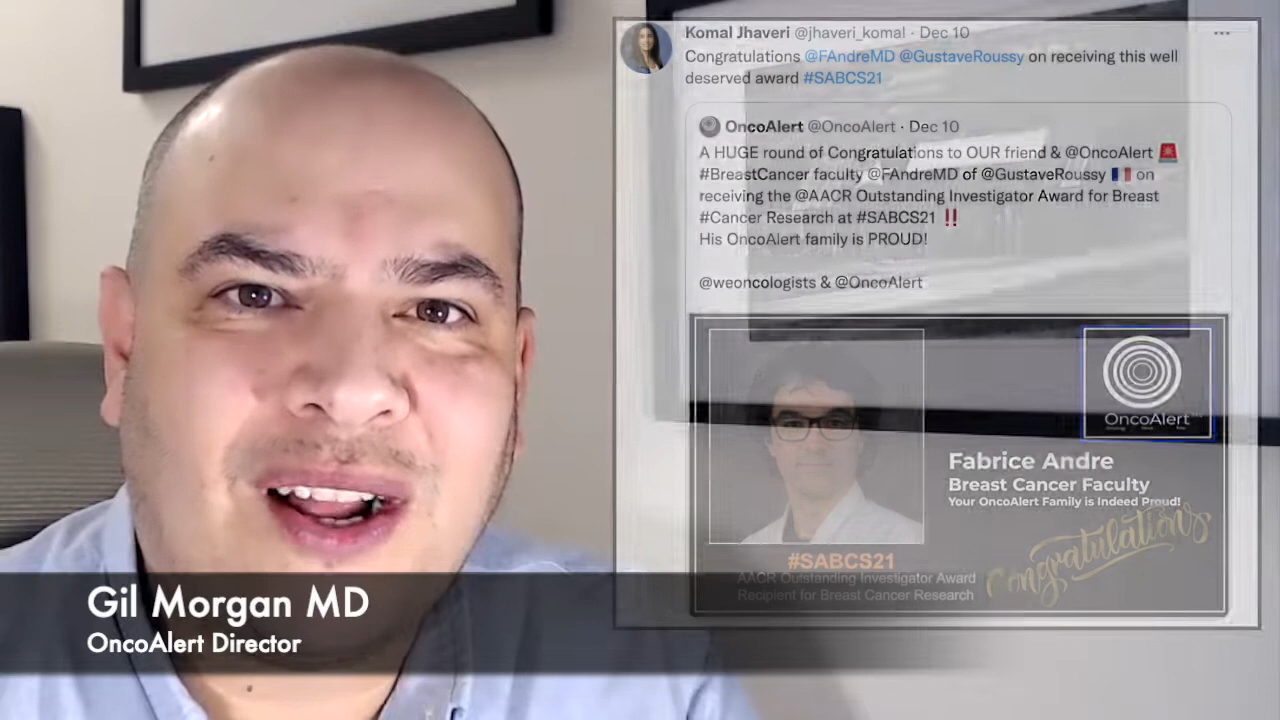 Komal Jhaveri @jhaveri_komal · Dec 10
Congratulations @FAndreMD @GustaveRoussy on receiving this well
deserved award #SABCS21
OncoAlert @OncoAlert · Dec 10
A HUGE round of Congratulations to OUR friend & @OncoAlert 🚨
#BreastCancer faculty @FAndreMD of @GustaveRoussy 🇫🇷 on
receiving the @AACR Outstanding Investigator Award for Breast
#Cancer Research at #SABCS21 ‼️
His OncoAlert family is PROUD!
@weoncologists & @OncoAlert
OncoAlert
Fabrice Andre
Breast Cancer Faculty
Your OncoAlert Family is Indeed Proud!
Congratulations
#SABCS21
AACR Outstanding Investigator Award
Recipient for Breast Cancer Research
Gil Morgan MD
OncoAlert Director